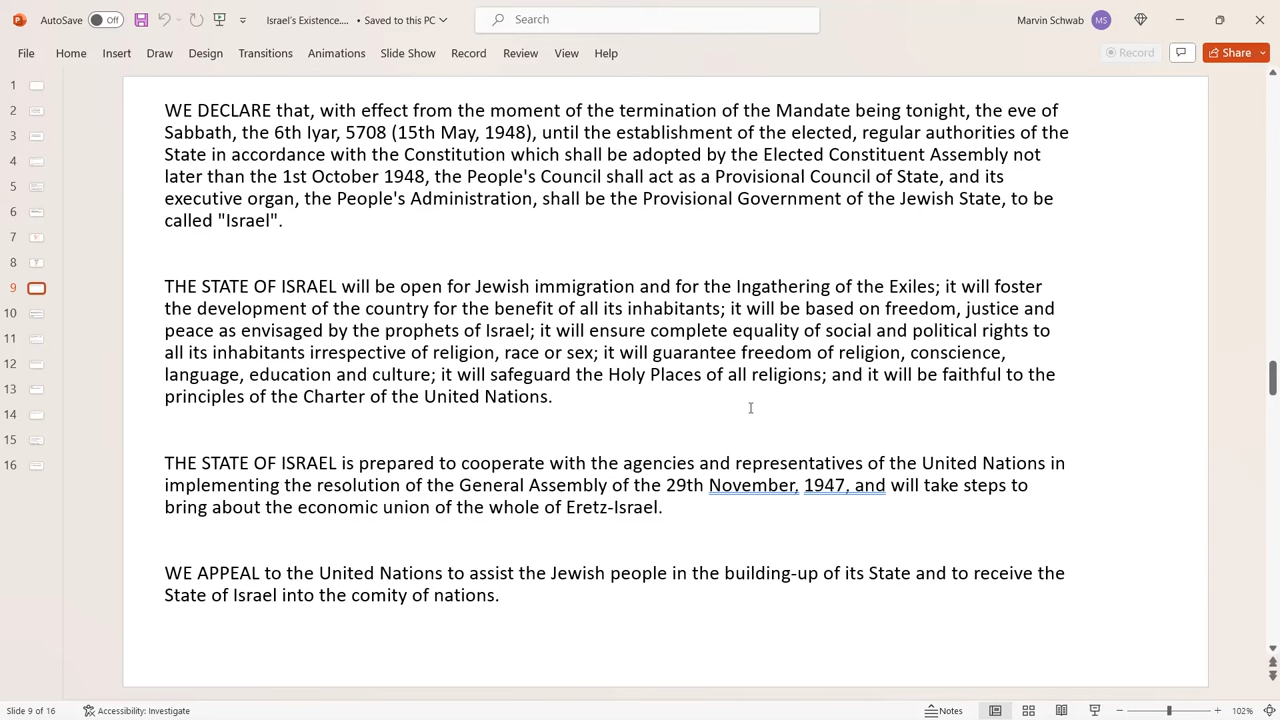 AutoSave Off Israel's Existence.... • Saved to this PC Search Marvin Schwab MS
File Home Insert Draw Design Transitions Animations Slide Show Record Review View Help Record Share
1
2
3
4
5
6
7
8
9
10
11
12
13
14
15
16
WE DECLARE that, with effect from the moment of the termination of the Mandate being tonight, the eve of
Sabbath, the 6th Iyar, 5708 (15th May, 1948), until the establishment of the elected, regular authorities of the
State in accordance with the Constitution which shall be adopted by the Elected Constituent Assembly not
later than the 1st October 1948, the People's Council shall act as a Provisional Council of State, and its
executive organ, the People's Administration, shall be the Provisional Government of the Jewish State, to be
called "Israel".
THE STATE OF ISRAEL will be open for Jewish immigration and for the Ingathering of the Exiles; it will foster
the development of the country for the benefit of all its inhabitants; it will be based on freedom, justice and
peace as envisaged by the prophets of Israel; it will ensure complete equality of social and political rights to
all its inhabitants irrespective of religion, race or sex; it will guarantee freedom of religion, conscience,
language, education and culture; it will safeguard the Holy Places of all religions; and it will be faithful to the
principles of the Charter of the United Nations.
THE STATE OF ISRAEL is prepared to cooperate with the agencies and representatives of the United Nations in
implementing the resolution of the General Assembly of the 29th November, 1947, and will take steps to
bring about the economic union of the whole of Eretz-Israel.
WE APPEAL to the United Nations to assist the Jewish people in the building-up of its State and to receive the
State of Israel into the comity of nations.
Slide 9 of 16 Accessibility: Investigate Notes 102%